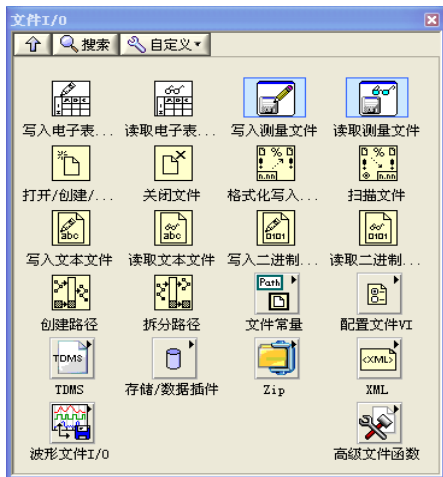 文件I/O
搜索 自定义
写入电子表... 读取电子表... 写入测量文件 读取测量文件
打开/创建/... 关闭文件 格式化写入... 扫描文件
写入文本文件 读取文本文件 写入二进制... 读取二进制...
创建路径 拆分路径 文件常量 配置文件VI
TDMS 存储/数据插件 Zip XML
波形文件I/O 高级文件函数